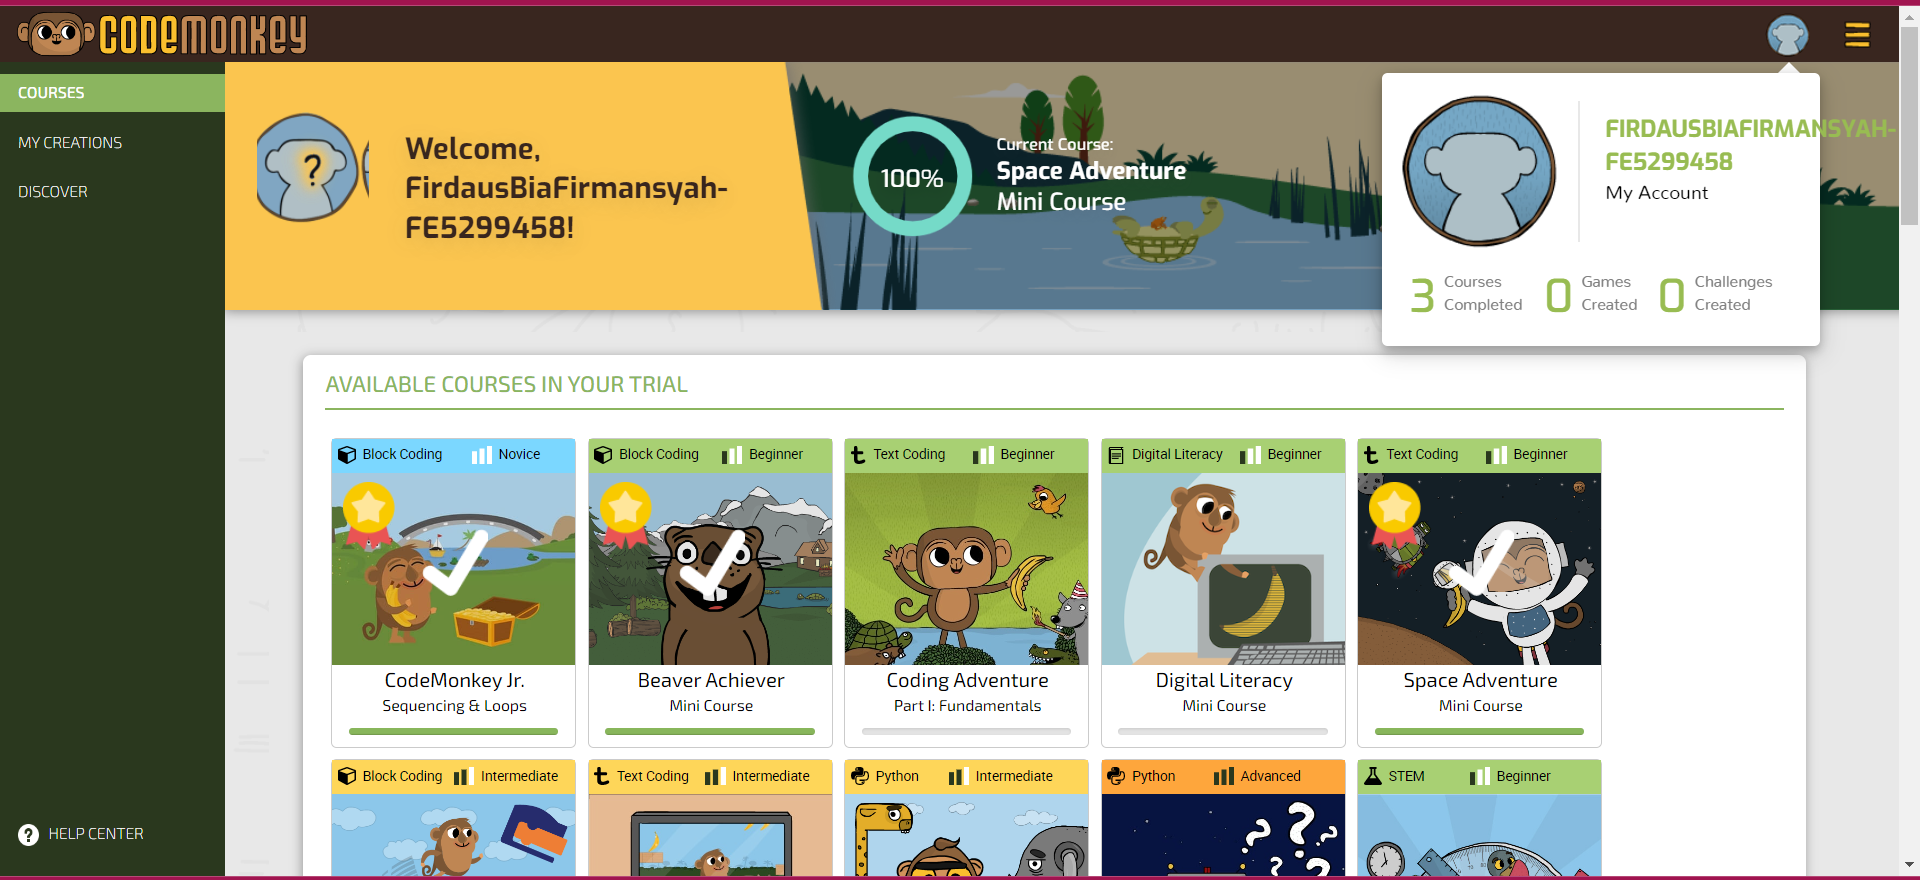 CODEMONKEY
COURSES
MY CREATIONS
DISCOVER
HELP CENTER
Welcome,
FirdausBiaFirmansyah-
FE5299458!
100%
Current Course:
Space Adventure
Mini Course
FIRDAUSBIAFIRMANSYAH-
FE5299458
My Account
3 Courses Completed
0 Games Created
0 Challenges Created
AVAILABLE COURSES IN YOUR TRIAL
Block Coding Novice
CodeMonkey Jr.
Sequencing & Loops
Block Coding Beginner
Beaver Achiever
Mini Course
Text Coding Beginner
Coding Adventure
Part I: Fundamentals
Digital Literacy Beginner
Digital Literacy
Mini Course
Text Coding Beginner
Space Adventure
Mini Course
Block Coding Intermediate
Text Coding Intermediate
Python Intermediate
Python Advanced
STEM Beginner